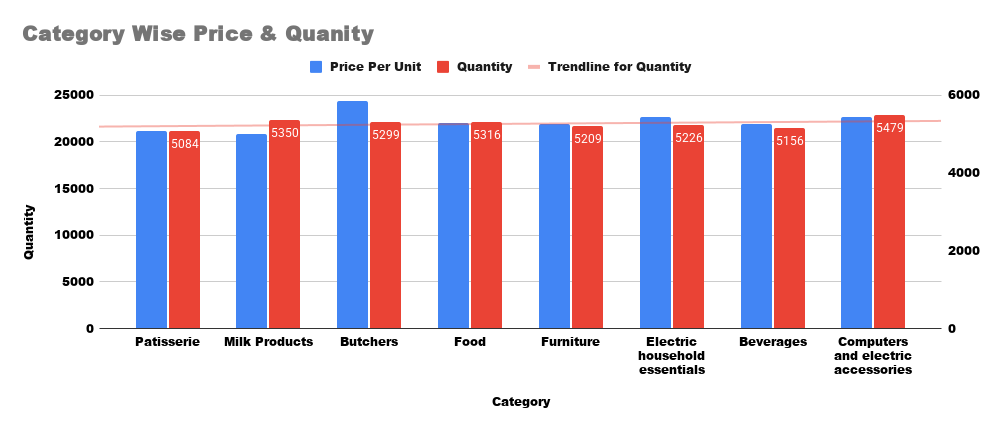 Category Wise Price & Quanity
Price Per Unit Quantity Trendline for Quantity
25000
20000
15000
10000
5000
0
Quantity
6000
4000
2000
0
5084
5350
5299
5316
5209
5226
5156
5479
Patisserie
Milk Products
Butchers
Food
Furniture
Electric
household
essentials
Beverages
Computers
and electric
accessories
Category